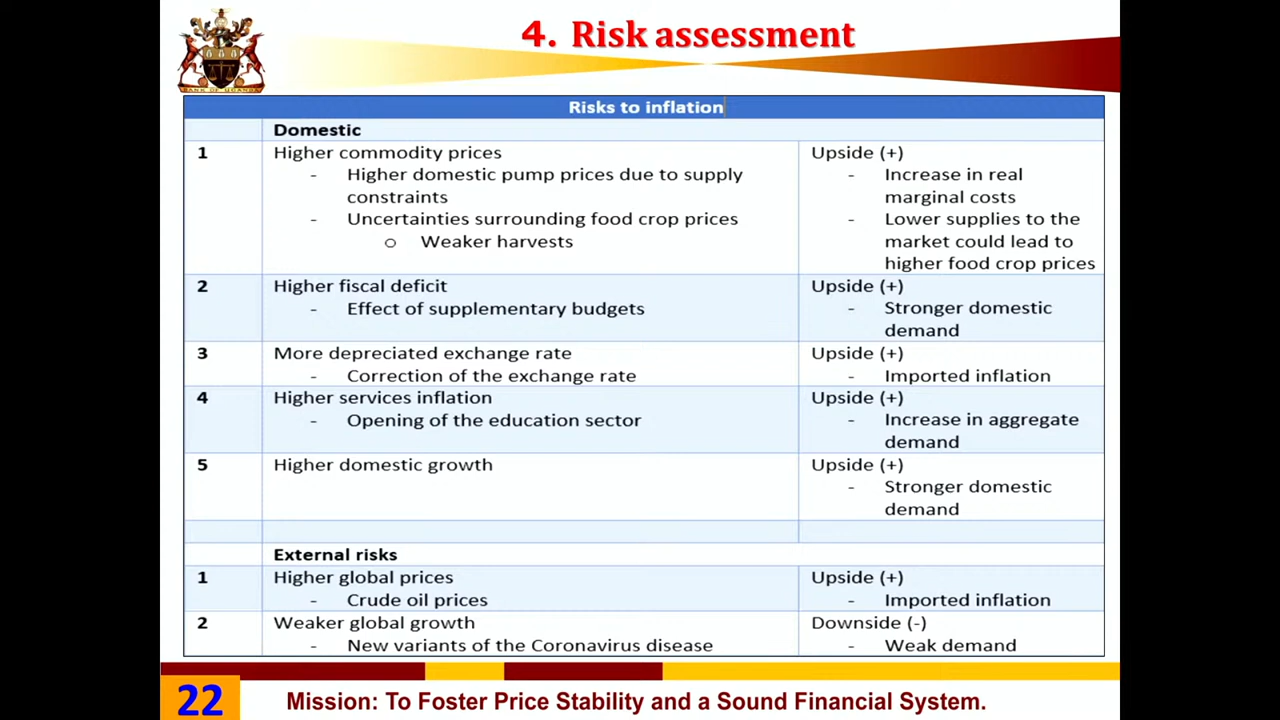 4. Risk assessment
BANK OF UGANDA
Risks to inflation
Domestic
1 Higher commodity prices Upside (+)
- Higher domestic pump prices due to supply - Increase in real
constraints marginal costs
- Uncertainties surrounding food crop prices - Lower supplies to the
o Weaker harvests market could lead to
higher food crop prices
2 Higher fiscal deficit Upside (+)
- Effect of supplementary budgets - Stronger domestic
demand
3 More depreciated exchange rate Upside (+)
- Correction of the exchange rate - Imported inflation
4 Higher services inflation Upside (+)
- Opening of the education sector - Increase in aggregate
demand
5 Higher domestic growth Upside (+)
- Stronger domestic
demand
External risks
1 Higher global prices Upside (+)
- Crude oil prices - Imported inflation
2 Weaker global growth Downside (-)
- New variants of the Coronavirus disease - Weak demand
22 Mission: To Foster Price Stability and a Sound Financial System.